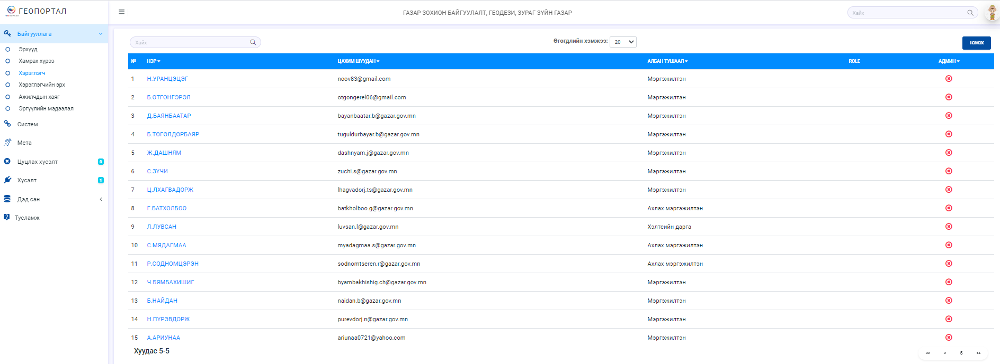 ГЕОПОРТАЛ
ГАЗАР ЗОХИОН БАЙГУУЛАЛТ, ГЕОДЕЗИ, ЗУРАГ ЗҮЙН ГАЗАР
Хайх
Байгууллага
Эрхүүд
Хамрах хүрээ
Хэрэглэгч
Хэрэглэгчийн эрх
Ажилчдын хаяг
Эргүүлийн мэдээлэл
Систем
Мета
Цуцлах хүсэлт 0
Хүсэлт 1
Дэд сан
Тусламж
Хайх
Өгөгдлийн хэмжээ: 20
НЭМЭХ
№ НЭР ЦАХИМ ШУУДАН АЛБАН ТУШААЛ ROLE АДМИН
1 Н.УРАНЦЭЦЭГ noov83@gmail.com Мэргэжилтэн
2 Б.ОТГОНГЭРЭЛ otgongerel06@gmail.com Мэргэжилтэн
3 Д.БАЯНБААТАР bayanbaatar.b@gazar.gov.mn Мэргэжилтэн
4 Б.ТӨГӨЛДӨРБАЯР tuguldurbayar.b@gazar.gov.mn Мэргэжилтэн
5 Ж.ДАШНЯМ dashnyam.j@gazar.gov.mn Мэргэжилтэн
6 С.ЗҮЧИ zuchi.s@gazar.gov.mn Мэргэжилтэн
7 Ц.ЛХАГВАДОРЖ lhagvadorj.ts@gazar.gov.mn Мэргэжилтэн
8 Г.БАТХОЛБОО batkholboo.g@gazar.gov.mn Ахлах мэргэжилтэн
9 Л.ЛУВСАН luvsan.l@gazar.gov.mn Хэлтсийн дарга
10 С.МЯДАГМАА myadagmaa.s@gazar.gov.mn Ахлах мэргэжилтэн
11 Р.СОДНОМЦЭРЭН sodnomtseren.r@gazar.gov.mn Ахлах мэргэжилтэн
12 Ч.БЯМБАХИШИГ byambakhishig.ch@gazar.gov.mn Мэргэжилтэн
13 Б.НАЙДАН naidan.b@gazar.gov.mn Мэргэжилтэн
14 Н.ПҮРЭВДОРЖ purevdorj.n@gazar.gov.mn Мэргэжилтэн
15 А.АРИУНАА ariunaa0721@yahoo.com Мэргэжилтэн
Хуудас 5-5
<< < 5 >>